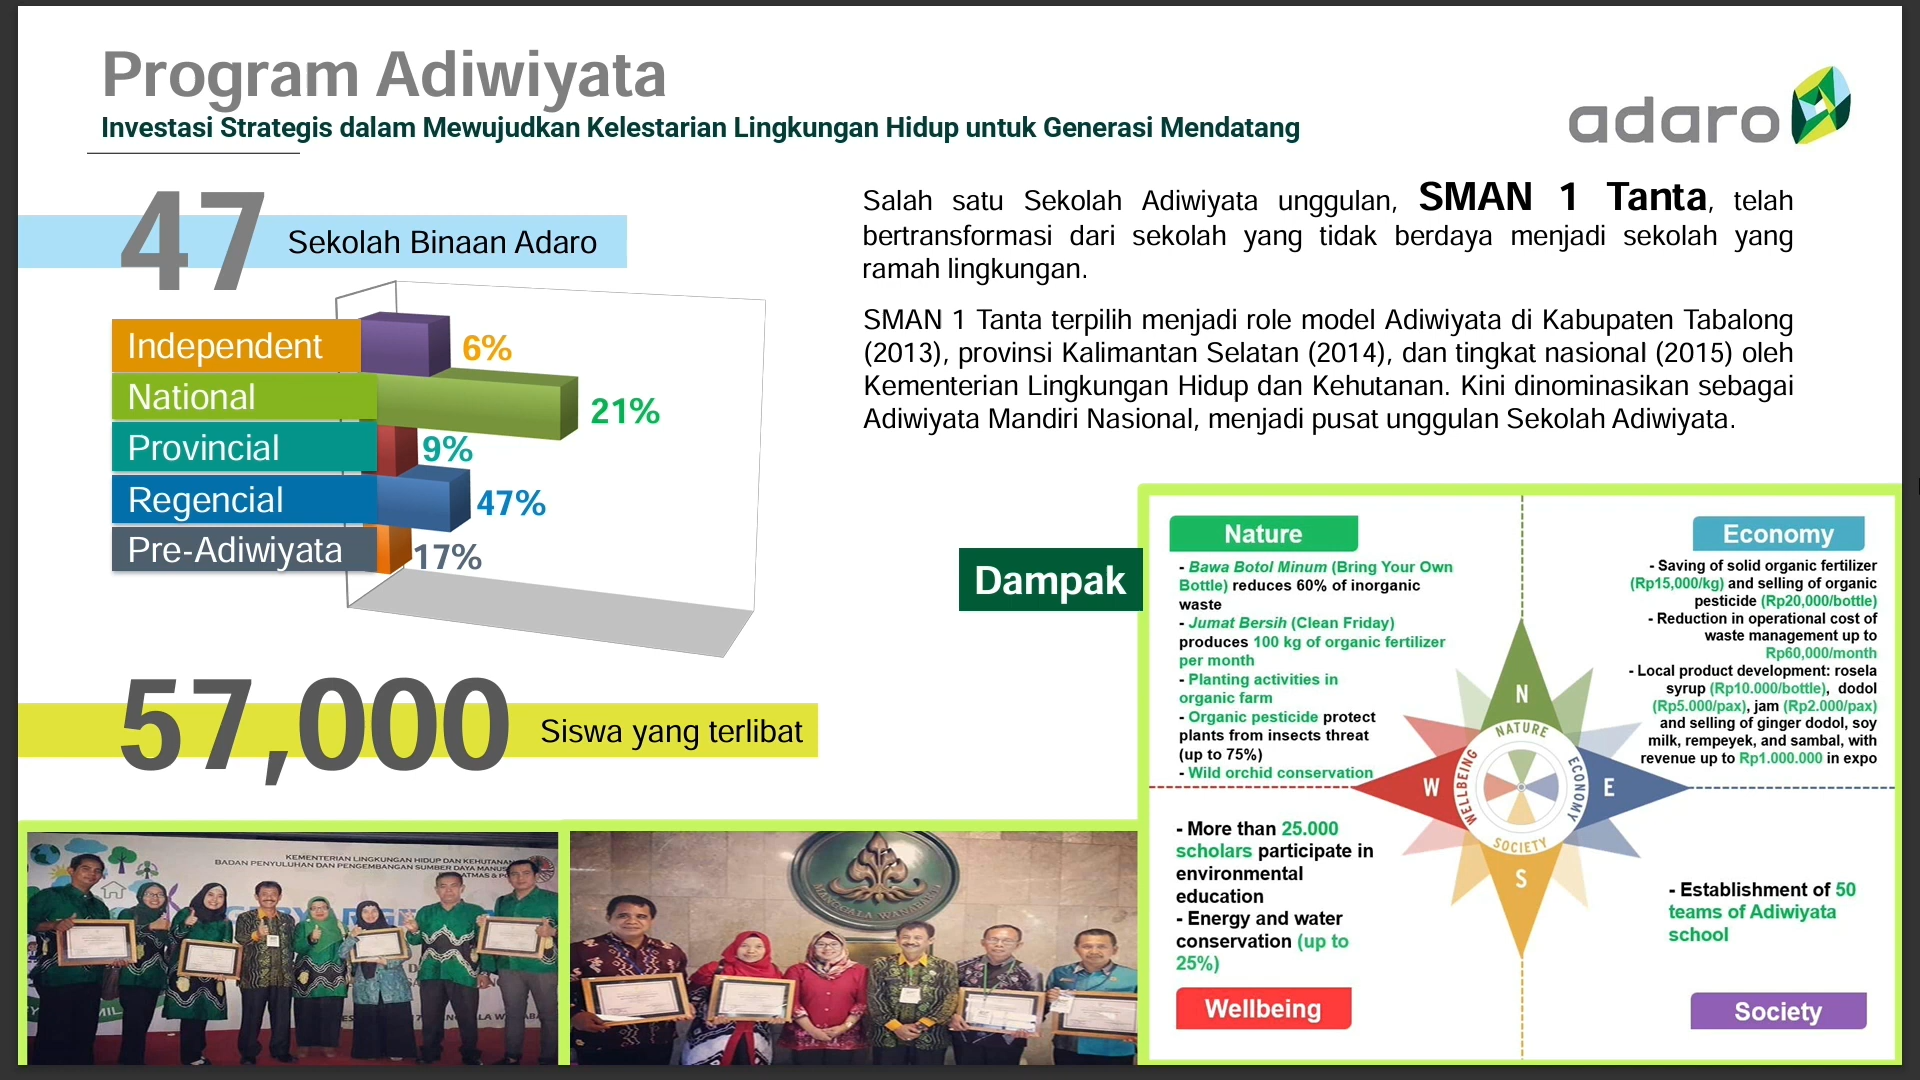 Program Adiwiyata
Investasi Strategis dalam Mewujudkan Kelestarian Lingkungan Hidup untuk Generasi Mendatang
adaro
47 Sekolah Binaan Adaro
Independent 6%
National 21%
Provincial 9%
Regencial 47%
Pre-Adiwiyata 17%
57,000 Siswa yang terlibat
Salah satu Sekolah Adiwiyata unggulan, SMAN 1 Tanta, telah
bertransformasi dari sekolah yang tidak berdaya menjadi sekolah yang
ramah lingkungan.
SMAN 1 Tanta terpilih menjadi role model Adiwiyata di Kabupaten Tabalong
(2013), provinsi Kalimantan Selatan (2014), dan tingkat nasional (2015) oleh
Kementerian Lingkungan Hidup dan Kehutanan. Kini dinominasikan sebagai
Adiwiyata Mandiri Nasional, menjadi pusat unggulan Sekolah Adiwiyata.
Dampak
Nature
- Bawa Botol Minum (Bring Your Own
Bottle) reduces 60% of inorganic
waste
- Jumat Bersih (Clean Friday)
produces 100 kg of organic fertilizer
per month
- Planting activities in
organic farm
- Organic pesticide protect
plants from insects threat
(up to 75%)
- Wild orchid conservation
Economy
- Saving of solid organic fertilizer
(Rp15,000/kg) and selling of organic
pesticide (Rp20,000/bottle)
- Reduction in operational cost of
waste management up to
Rp60,000/month
- Local product development: rosela
syrup (Rp10.000/bottle), dodol
(Rp5.000/pax), jam (Rp2.000/pax)
and selling of ginger dodol, soy
milk, rempeyek, and sambal, with
revenue up to Rp1.000.000 in expo
N
NATURE
W
WELLBEING
ECONOMY
E
SOCIETY
S
- More than 25.000
scholars participate in
environmental
education
- Energy and water
conservation (up to
25%)
Wellbeing
- Establishment of 50
teams of Adiwiyata
school
Society
KEMENTERIAN LINGKUNGAN HIDUP DAN KEHUTANAN
BADAN PENYULUHAN DAN PENGEMBANGAN SUMBER DAYA MANUS
MANGGALA WANABAKTI